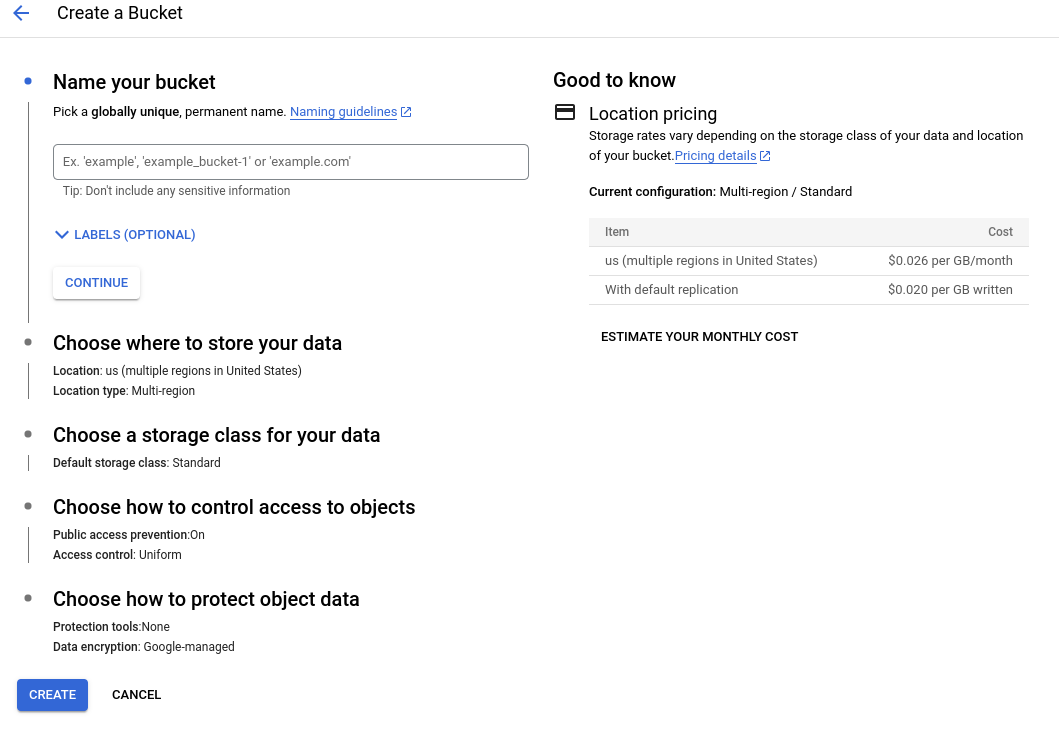 Create a Bucket
Name your bucket
Pick a globally unique, permanent name. Naming guidelines
Ex. 'example', 'example_bucket-1' or 'example.com'
Tip: Don't include any sensitive information
LABELS (OPTIONAL)
CONTINUE
Choose where to store your data
Location: us (multiple regions in United States)
Location type: Multi-region
Choose a storage class for your data
Default storage class: Standard
Choose how to control access to objects
Public access prevention:On
Access control: Uniform
Choose how to protect object data
Protection tools:None
Data encryption: Google-managed
CREATE CANCEL
Good to know
Location pricing
Storage rates vary depending on the storage class of your data and location
of your bucket.Pricing details
Current configuration: Multi-region / Standard
Item Cost
us (multiple regions in United States) $0.026 per GB/month
With default replication $0.020 per GB written
ESTIMATE YOUR MONTHLY COST